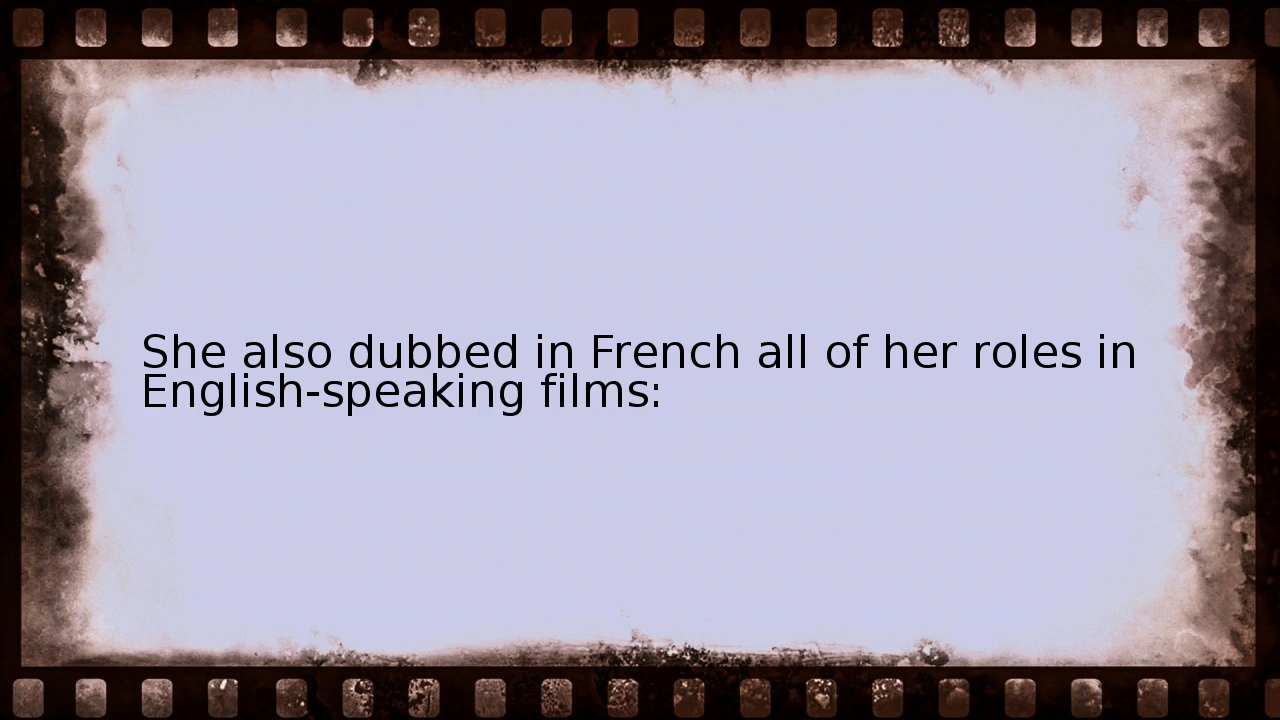 She also dubbed in French all of her roles in
English-speaking films: